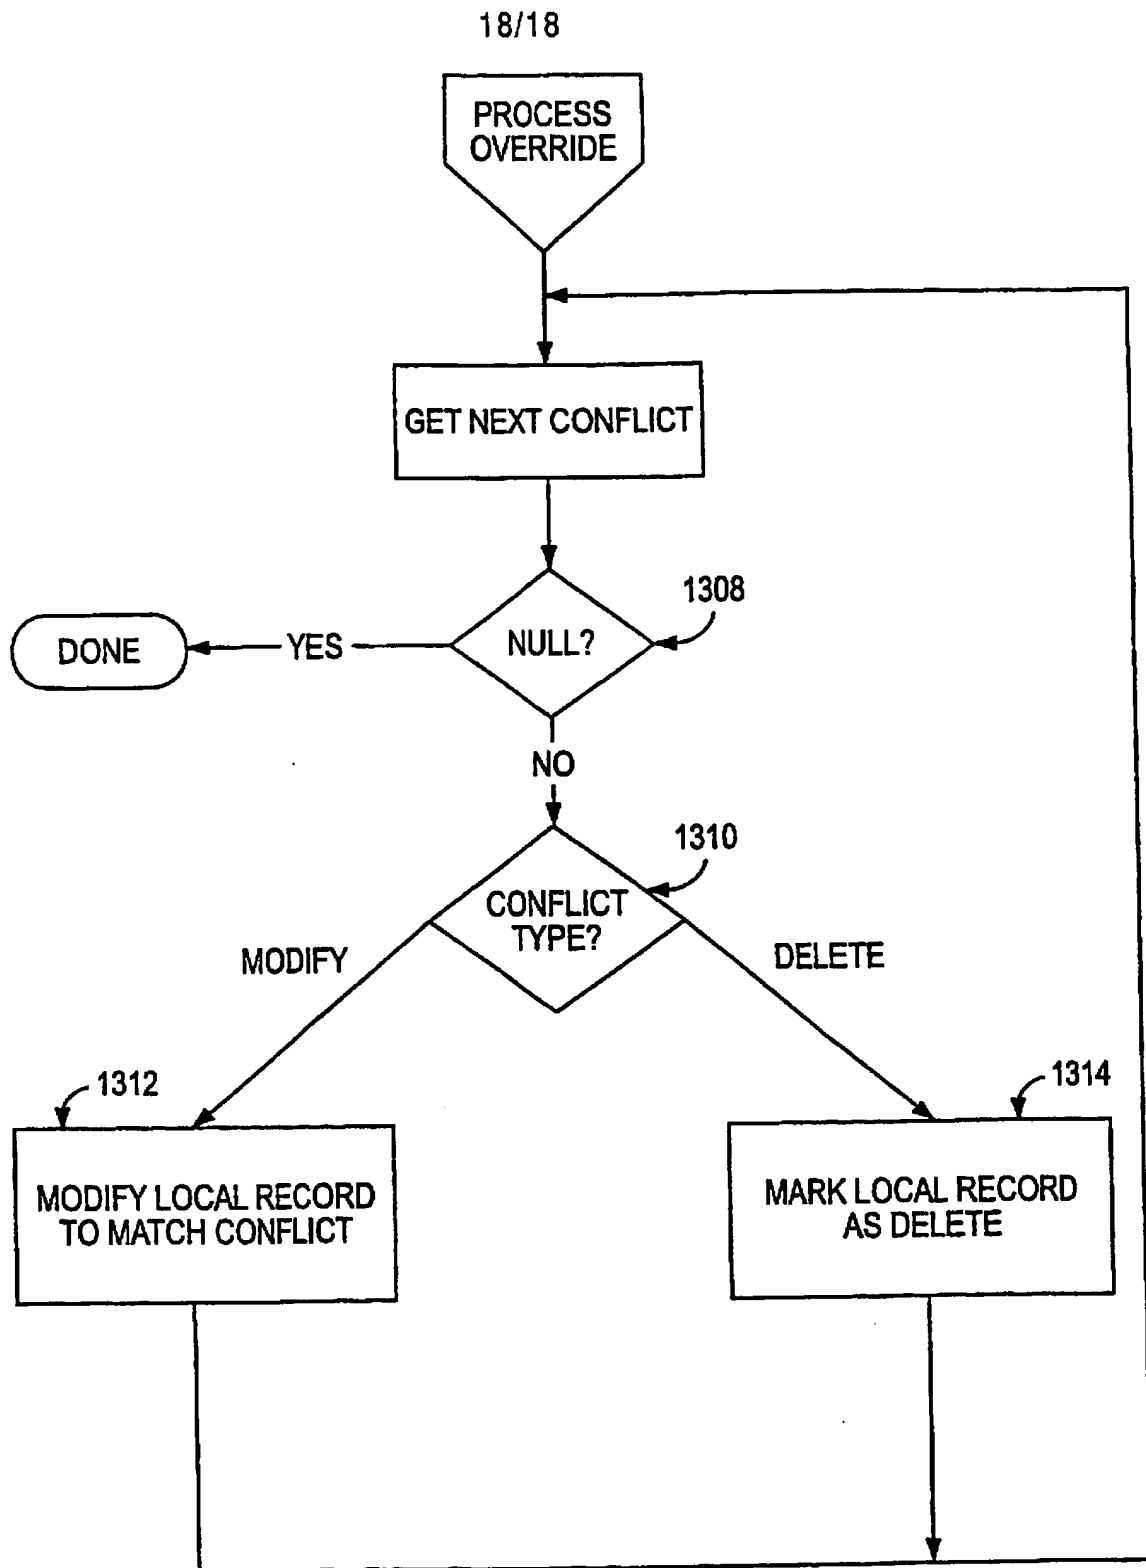 18/18
PROCESS
OVERRIDE
GET NEXT CONFLICT
1308
NULL?
YES
DONE
NO
1310
CONFLICT
TYPE?
MODIFY
DELETE
1312
1314
MODIFY LOCAL RECORD
TO MATCH CONFLICT
MARK LOCAL RECORD
AS DELETE